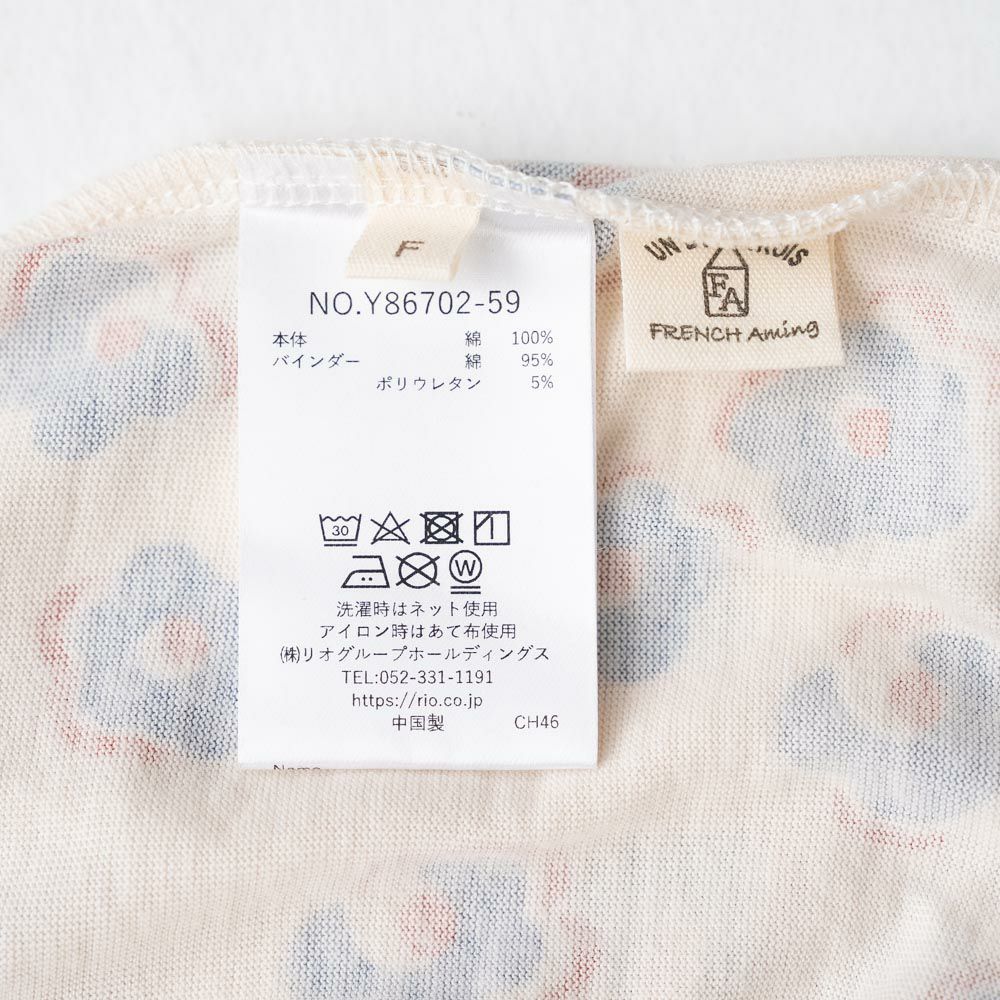 F
NO.Y86702-59
本体 綿 100%
バインダー 綿 95%
ポリウレタン 5%
30
W
洗濯時はネット使用
アイロン時はあて布使用
㈱リオグループホールディングス
TEL:052-331-1191
https://rio.co.jp
中国製 CH46
UN
FA
FRENCH Aming